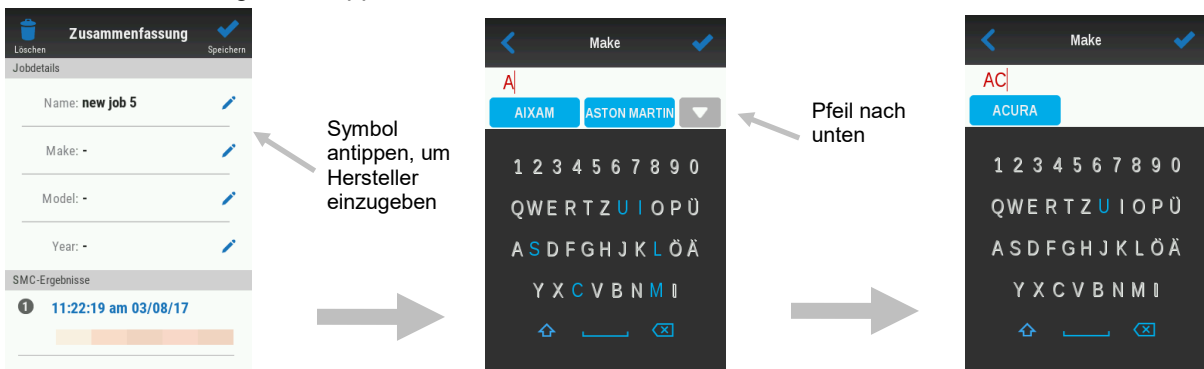 Zusammenfassung
Löschen
Speichern
Jobdetails
Name: new job 5
Make: -
Model: -
Year: -
SMC-Ergebnisse
1 11:22:19 am 03/08/17
Symbol
antippen, um
Hersteller
einzugeben
Make
A
AIXAM ASTON MARTIN
1 2 3 4 5 6 7 8 9 0
Q W E R T Z U I O P Ü
A S D F G H J K L Ö Ä
Y X C V B N M
Pfeil nach
unten
Make
AC
ACURA
1 2 3 4 5 6 7 8 9 0
Q W E R T Z U I O P Ü
A S D F G H J K L Ö Ä
Y X C V B N M